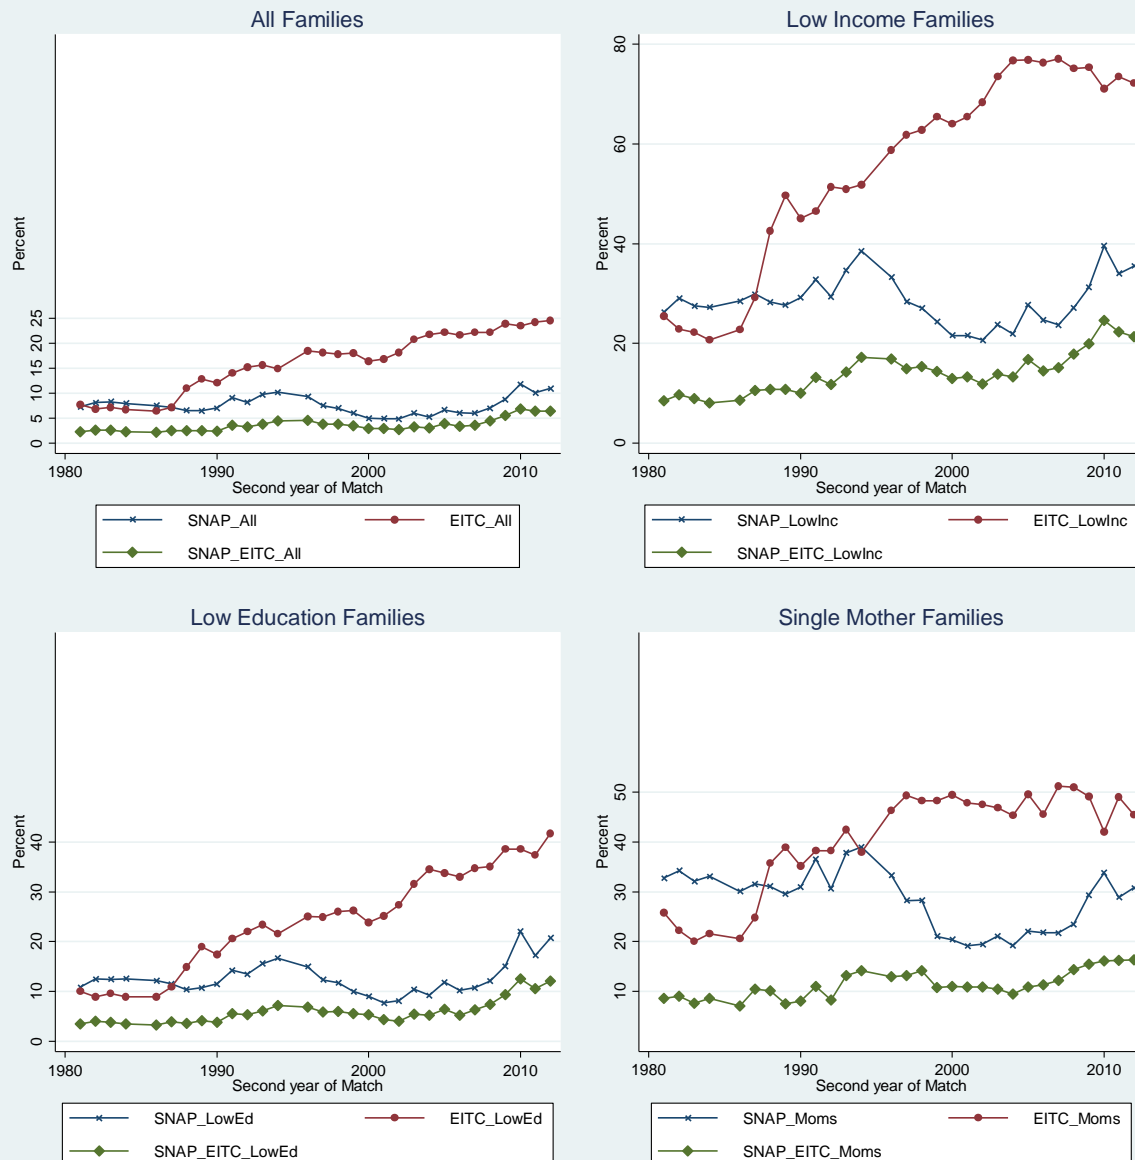 All Families
Percent
25
20
15
10
5
0
1980 1990 2000 2010
Second year of Match
SNAP_All EITC_All
SNAP_EITC_All
Low Income Families
Percent
80
60
40
20
0
1980 1990 2000 2010
Second year of Match
SNAP_LowInc EITC_LowInc
SNAP_EITC_LowInc
Low Education Families
Percent
40
30
20
10
0
1980 1990 2000 2010
Second year of Match
SNAP_LowEd EITC_LowEd
SNAP_EITC_LowEd
Single Mother Families
Percent
50
40
30
20
10
1980 1990 2000 2010
Second year of Match
SNAP_Moms EITC_Moms
SNAP_EITC_Moms